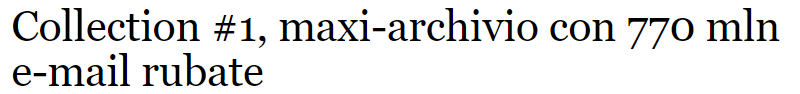 Collection #1, maxi-archivio con 770 mln
e-mail rubate